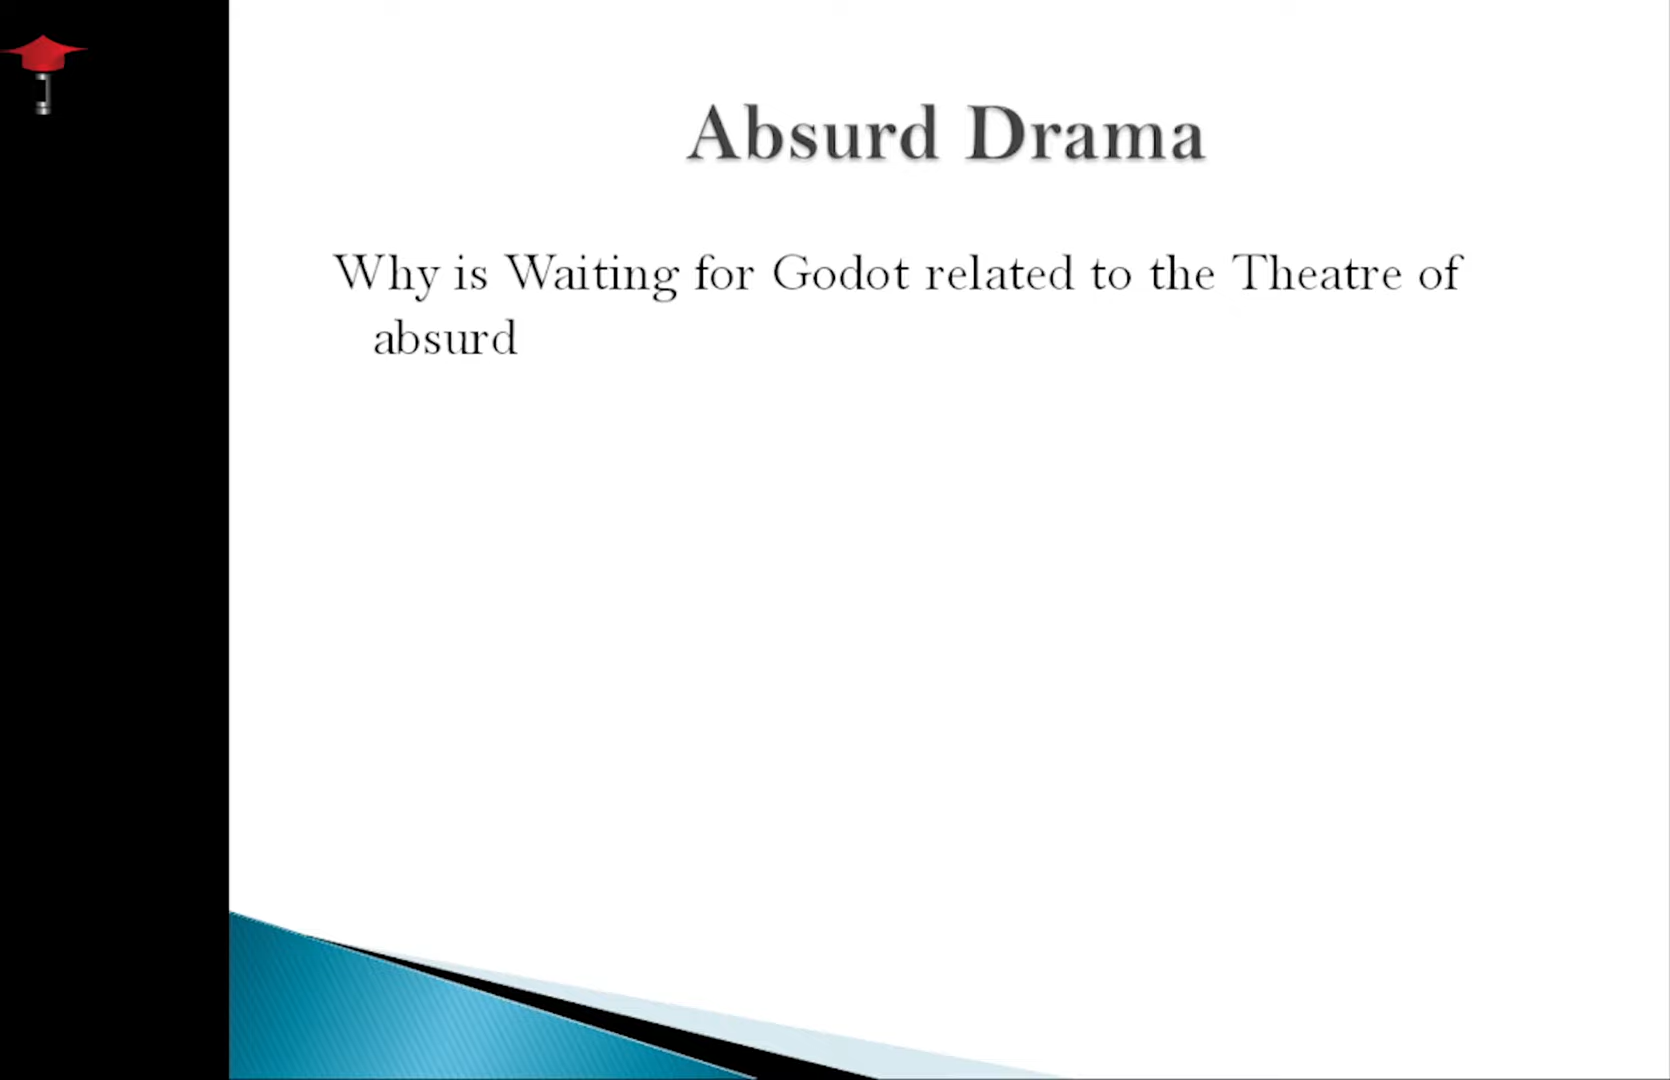 Absurd Drama
Why is Waiting for Godot related to the Theatre of
absurd